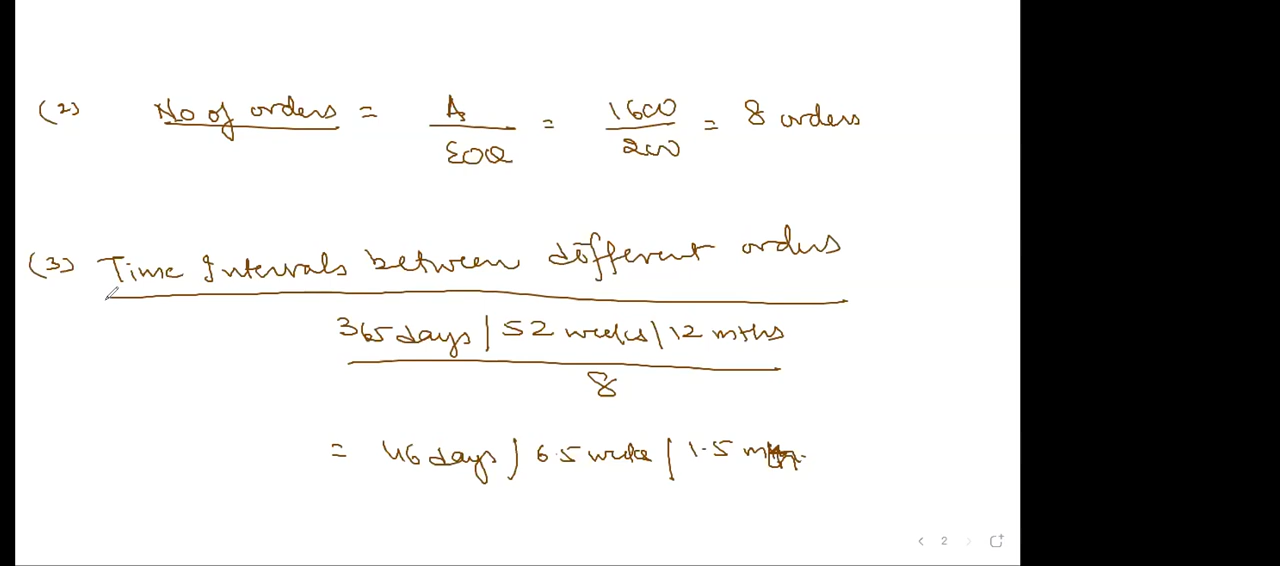 (2) No of orders = A / EOQ = 1600 / 200 = 8 orders
(3) Time Intervals between different orders
365 days | 52 weeks | 12 mths
8
= 46 days | 6.5 weeks | 1.5 mth.
2